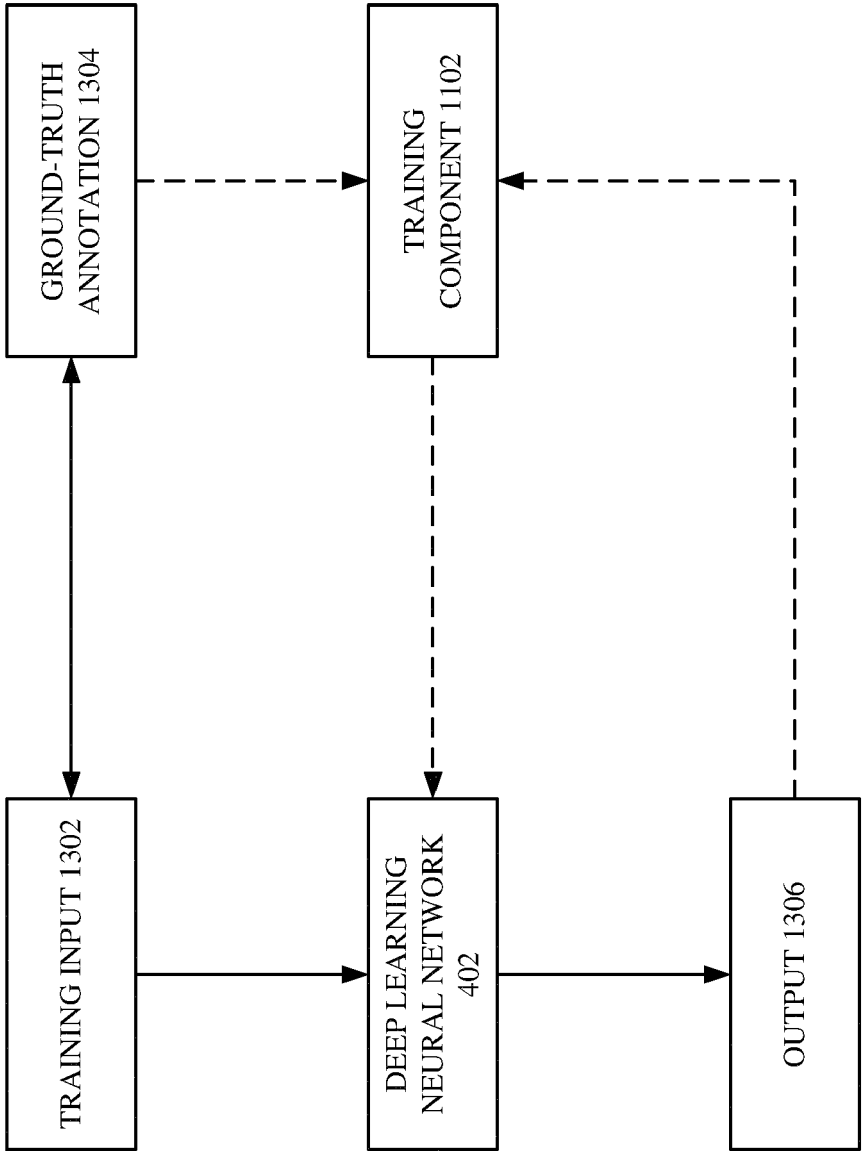 TRAINING INPUT 1302
GROUND-TRUTH
ANNOTATION 1304
DEEP LEARNING
NEURAL NETWORK
402
TRAINING
COMPONENT 1102
OUTPUT 1306